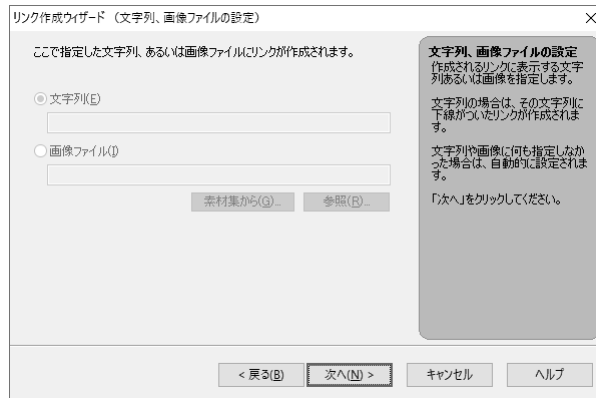 リンク作成ウィザード （文字列、画像ファイルの設定）
ここで指定した文字列、あるいは画像ファイルにリンクが作成されます。
文字列(E)
画像ファイル(I)
素材集から(G)...
参照(R)...
文字列、画像ファイルの設定
作成されるリンクに表示する文字
列あるいは画像を指定します。
文字列の場合は、その文字列に
下線がついたリンクが作成されま
す。
文字列や画像に何も指定しなか
った場合は、自動的に設定されま
す。
「次へ」をクリックしてください。
< 戻る(B)
次へ(N) >
キャンセル
ヘルプ